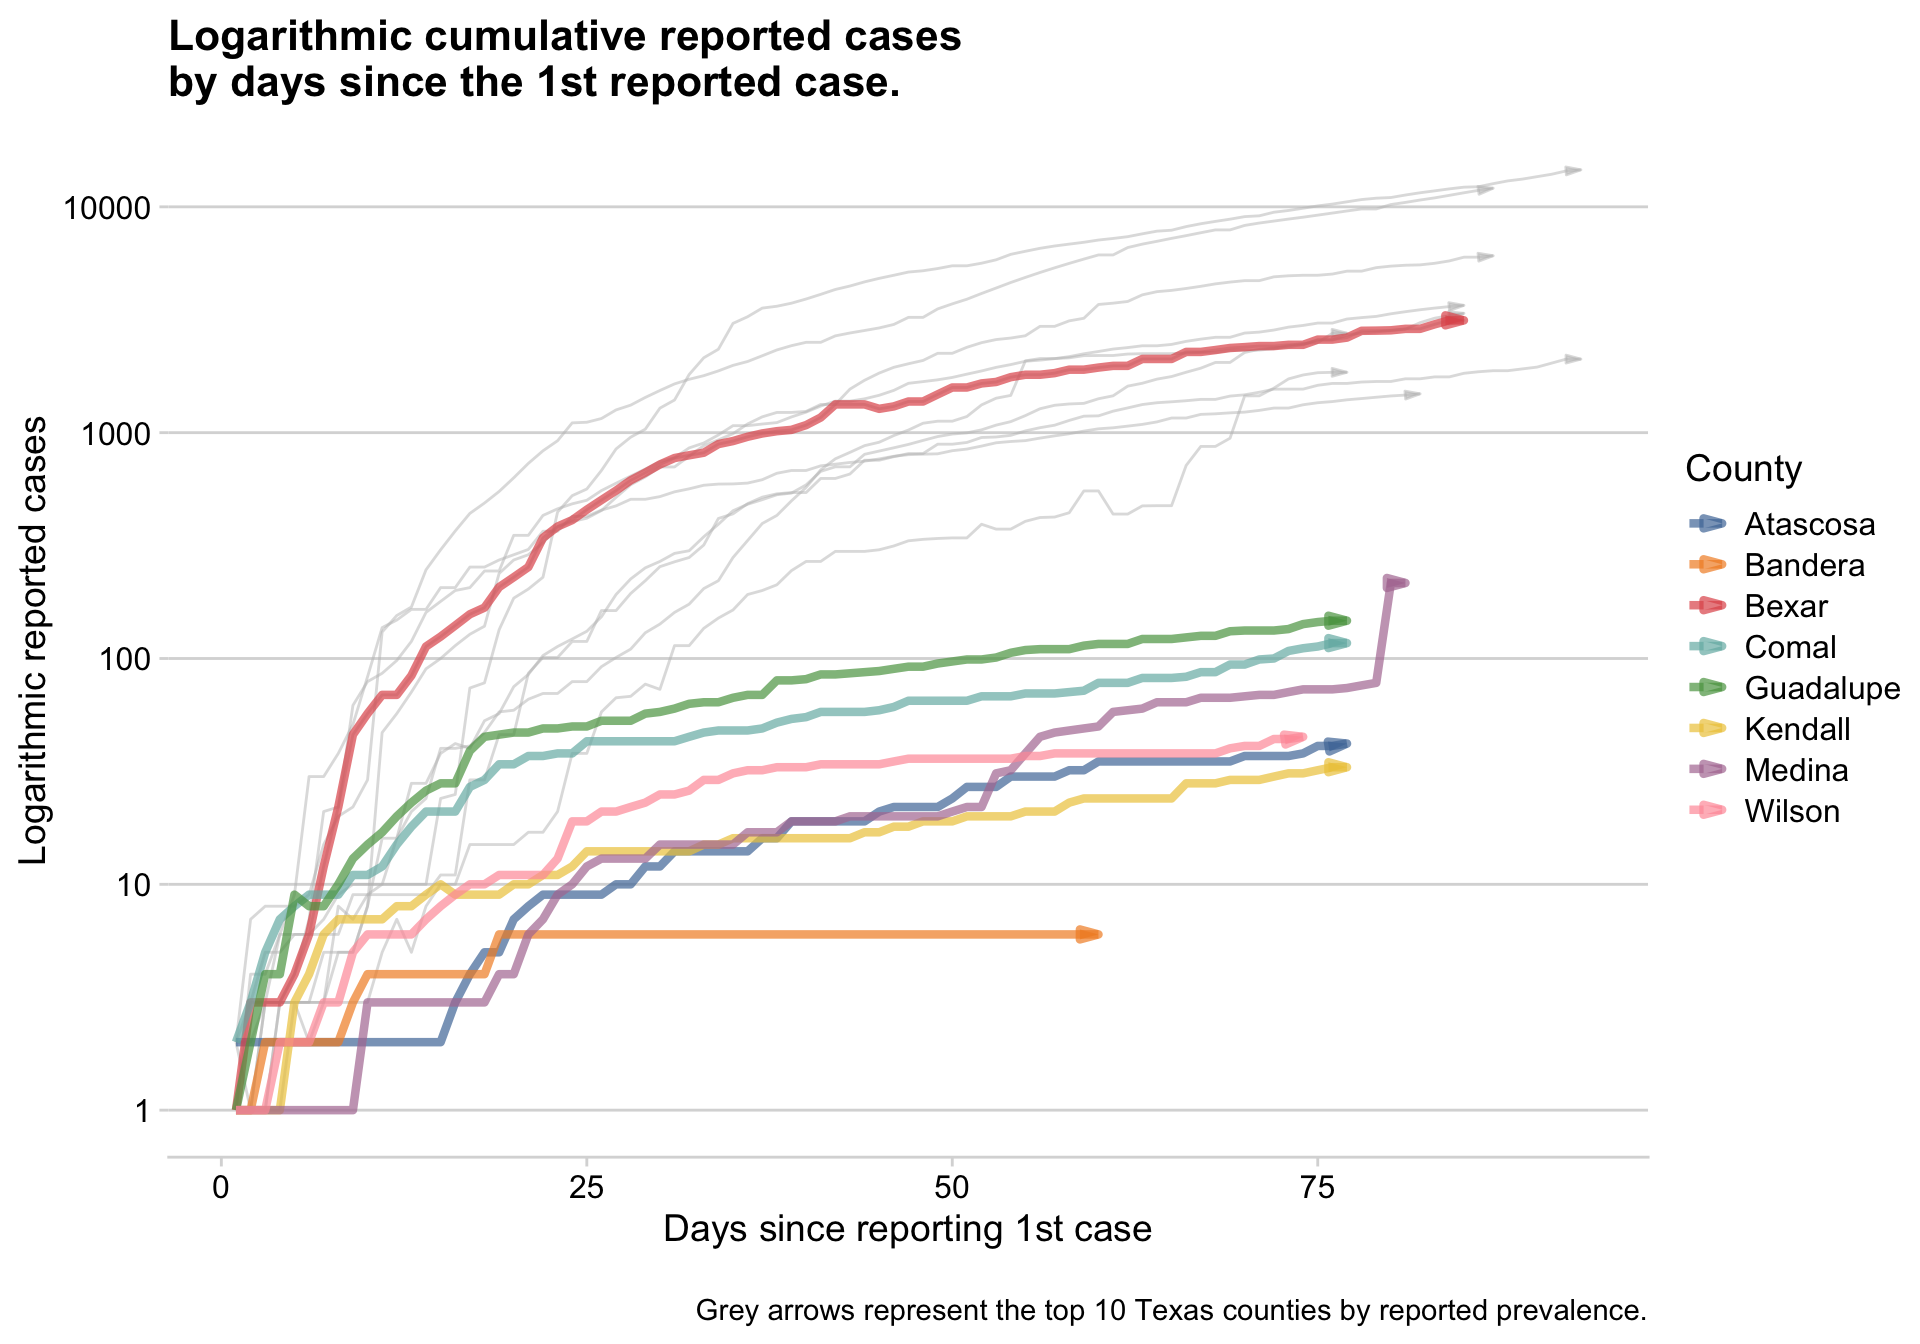 Logarithmic cumulative reported cases
by days since the 1st reported case.
Logarithmic reported cases
10000
1000
100
10
1
0
25
50
75
Days since reporting 1st case
County
Atascosa
Bandera
Bexar
Comal
Guadalupe
Kendall
Medina
Wilson
Grey arrows represent the top 10 Texas counties by reported prevalence.